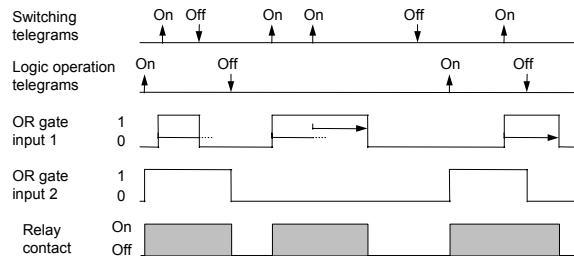 Switching telegrams
On Off On On Off On
Logic operation telegrams
On Off On Off
OR gate input 1
1
0
OR gate input 2
1
0
Relay contact
On
Off